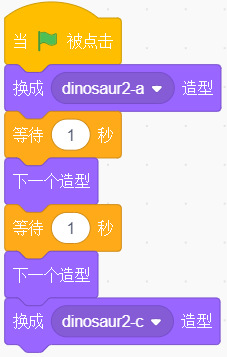 当 被点击
换成 dinosaur2-a 造型
等待 1 秒
下一个造型
等待 1 秒
下一个造型
换成 dinosaur2-c 造型